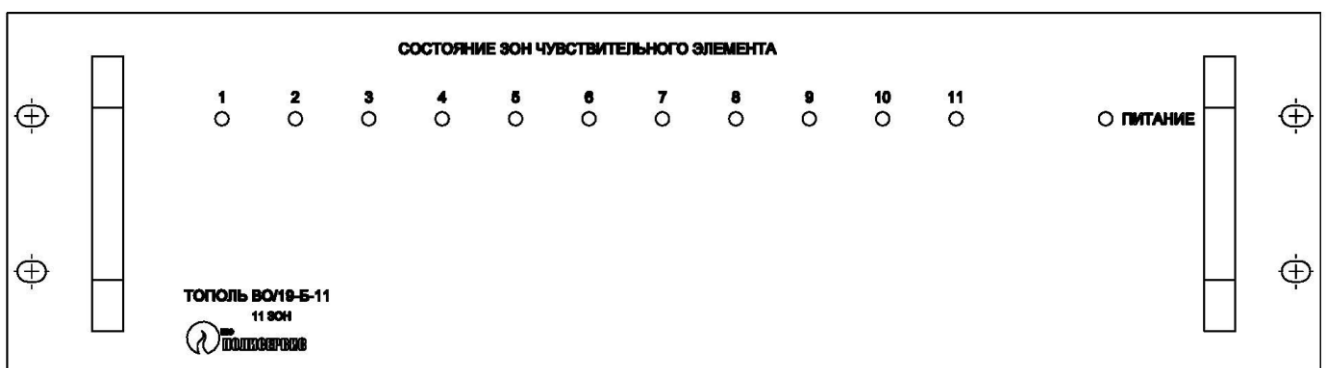 СОСТОЯНИЕ ЗОН ЧУВСТВИТЕЛЬНОГО ЭЛЕМЕНТА
1 2 3 4 5 6 7 8 9 10 11
ПИТАНИЕ
ТОПОЛЬ ВО/19-Б-11
11 ЗОН
ПОЛИСЕРВИС